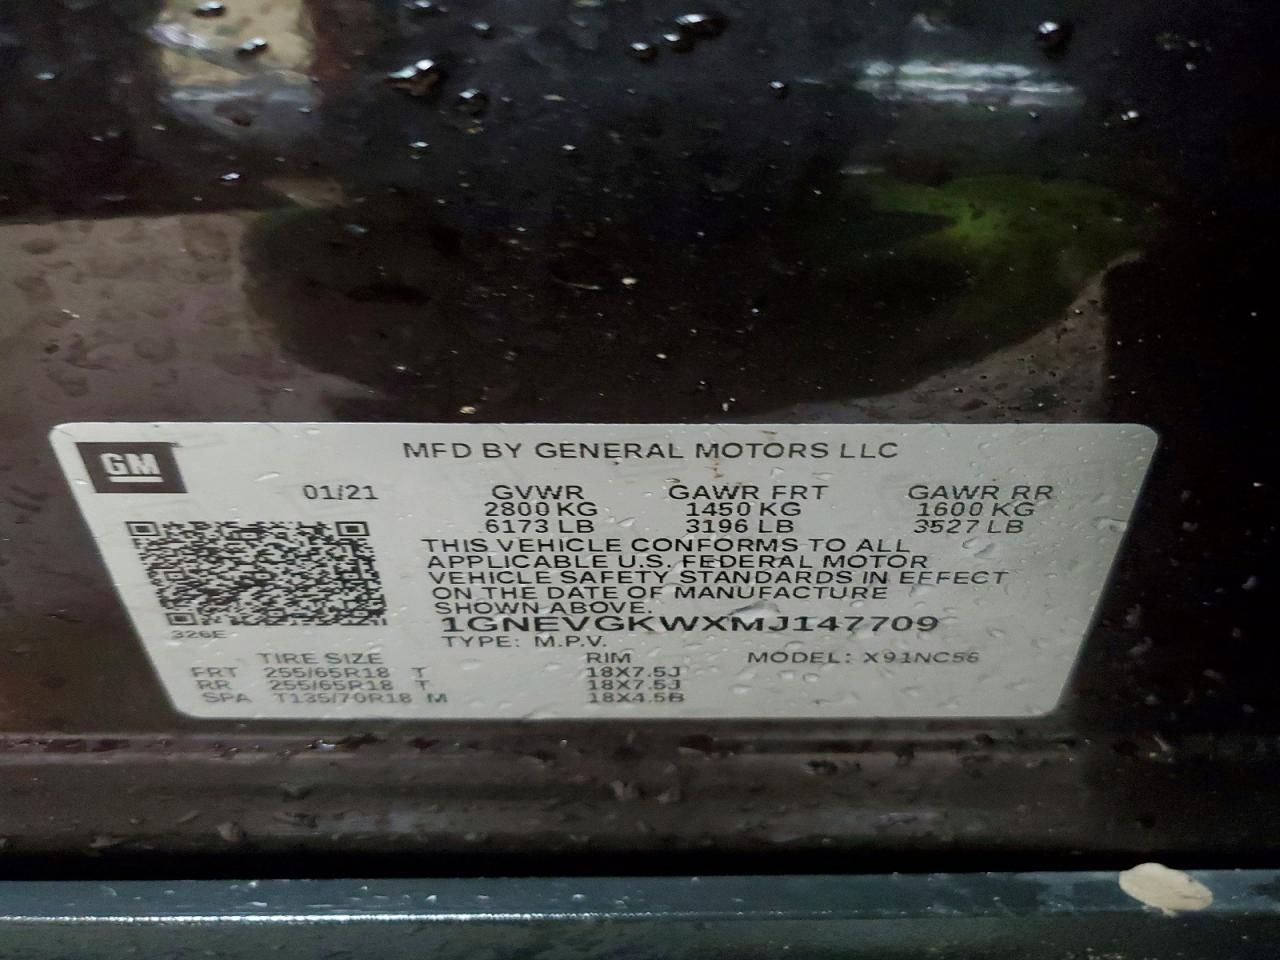 GM
MFD BY GENERAL MOTORS LLC
01/21 GVWR GAWR FRT GAWR RR
2800 KG 1450 KG 1600 KG
6173 LB 3196 LB 3527 LB
THIS VEHICLE CONFORMS TO ALL
APPLICABLE U.S. FEDERAL MOTOR
VEHICLE SAFETY STANDARDS IN EFFECT
ON THE DATE OF MANUFACTURE
SHOWN ABOVE.
326E
1GNEVGKWXMJ147709
TYPE: M.P.V.
TIRE SIZE RIM MODEL: X91NC56
FRT 255/65R18 T 18X7.5J
RR 255/65R18 T 18X7.5J
SPA T135/70R18 M 18X4.5B